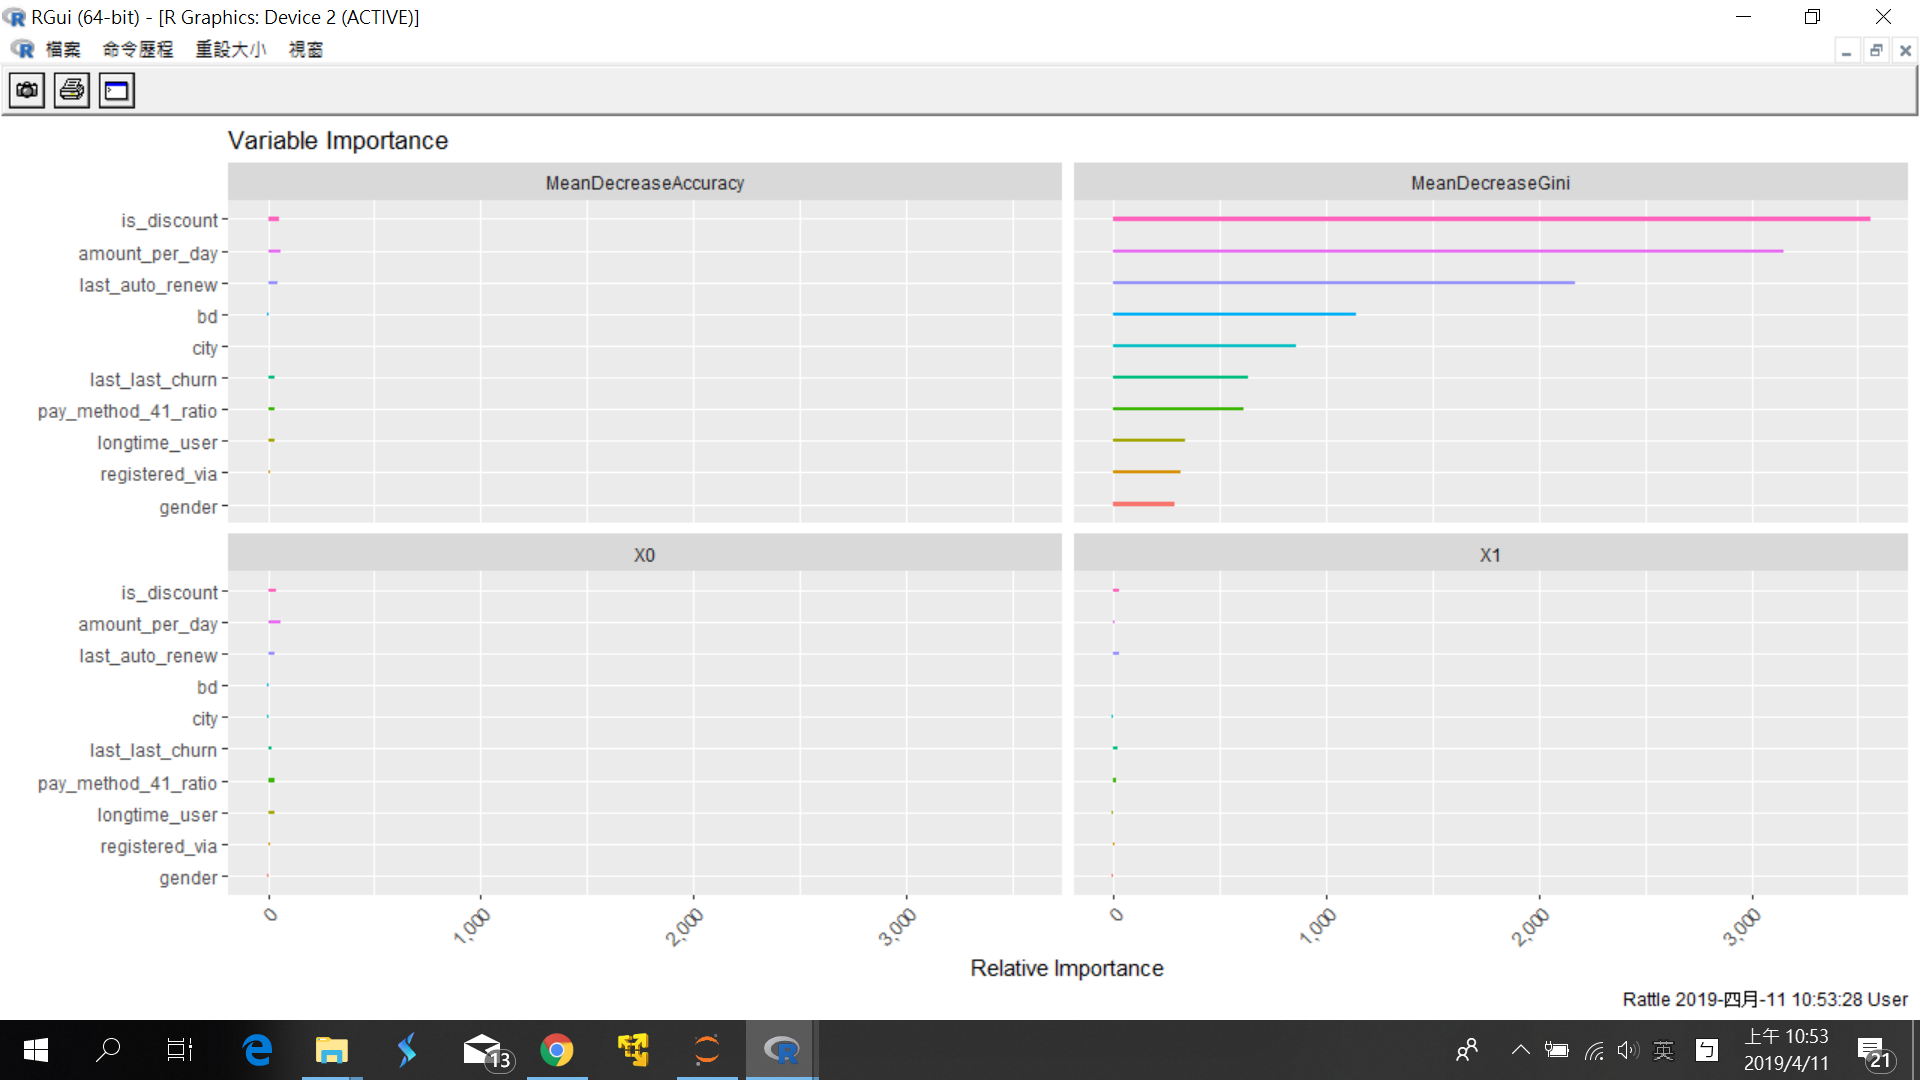 RGui (64-bit) - [R Graphics: Device 2 (ACTIVE)]
檔案 命令歷程 重設大小 視窗
Variable Importance
MeanDecreaseAccuracy
MeanDecreaseGini
is_discount
amount_per_day
last_auto_renew
bd
city
last_last_churn
pay_method_41_ratio
longtime_user
registered_via
gender
X0
X1
is_discount
amount_per_day
last_auto_renew
bd
city
last_last_churn
pay_method_41_ratio
longtime_user
registered_via
gender
0 1,000 2,000 3,000
0 1,000 2,000 3,000
Relative Importance
Rattle 2019-四月-11 10:53:28 User
13
英
ㄅ
上午 10:53
2019/4/11
21